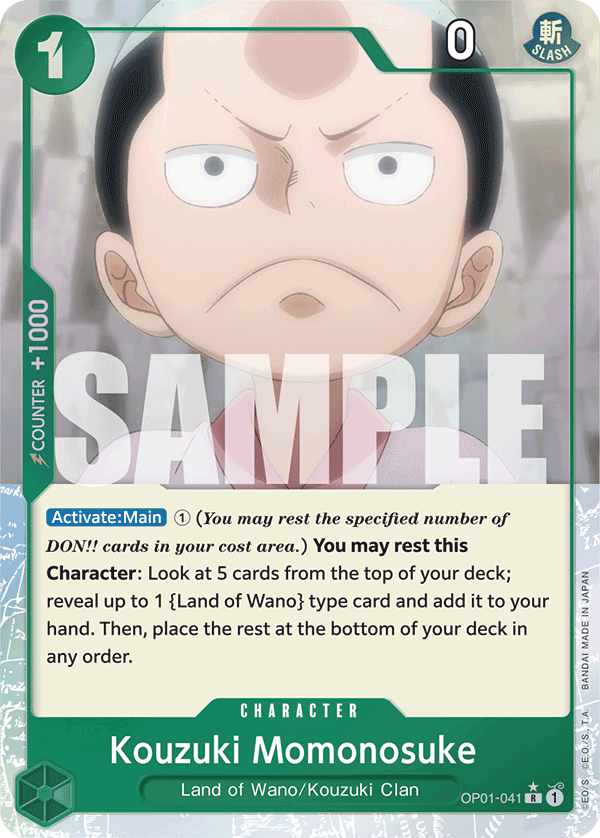 1
0
斬
SLASH
COUNTER +1000
SAMPLE
Activate:Main ① (You may rest the specified number of
DON!! cards in your cost area.) You may rest this
Character: Look at 5 cards from the top of your deck;
reveal up to 1 {Land of Wano} type card and add it to your
hand. Then, place the rest at the bottom of your deck in
any order.
CHARACTER
Kouzuki Momonosuke
Land of Wano/Kouzuki Clan
OP01-041 R 1
©E.O/S ©E.O./S., T.A. BANDAI MADE IN JAPAN